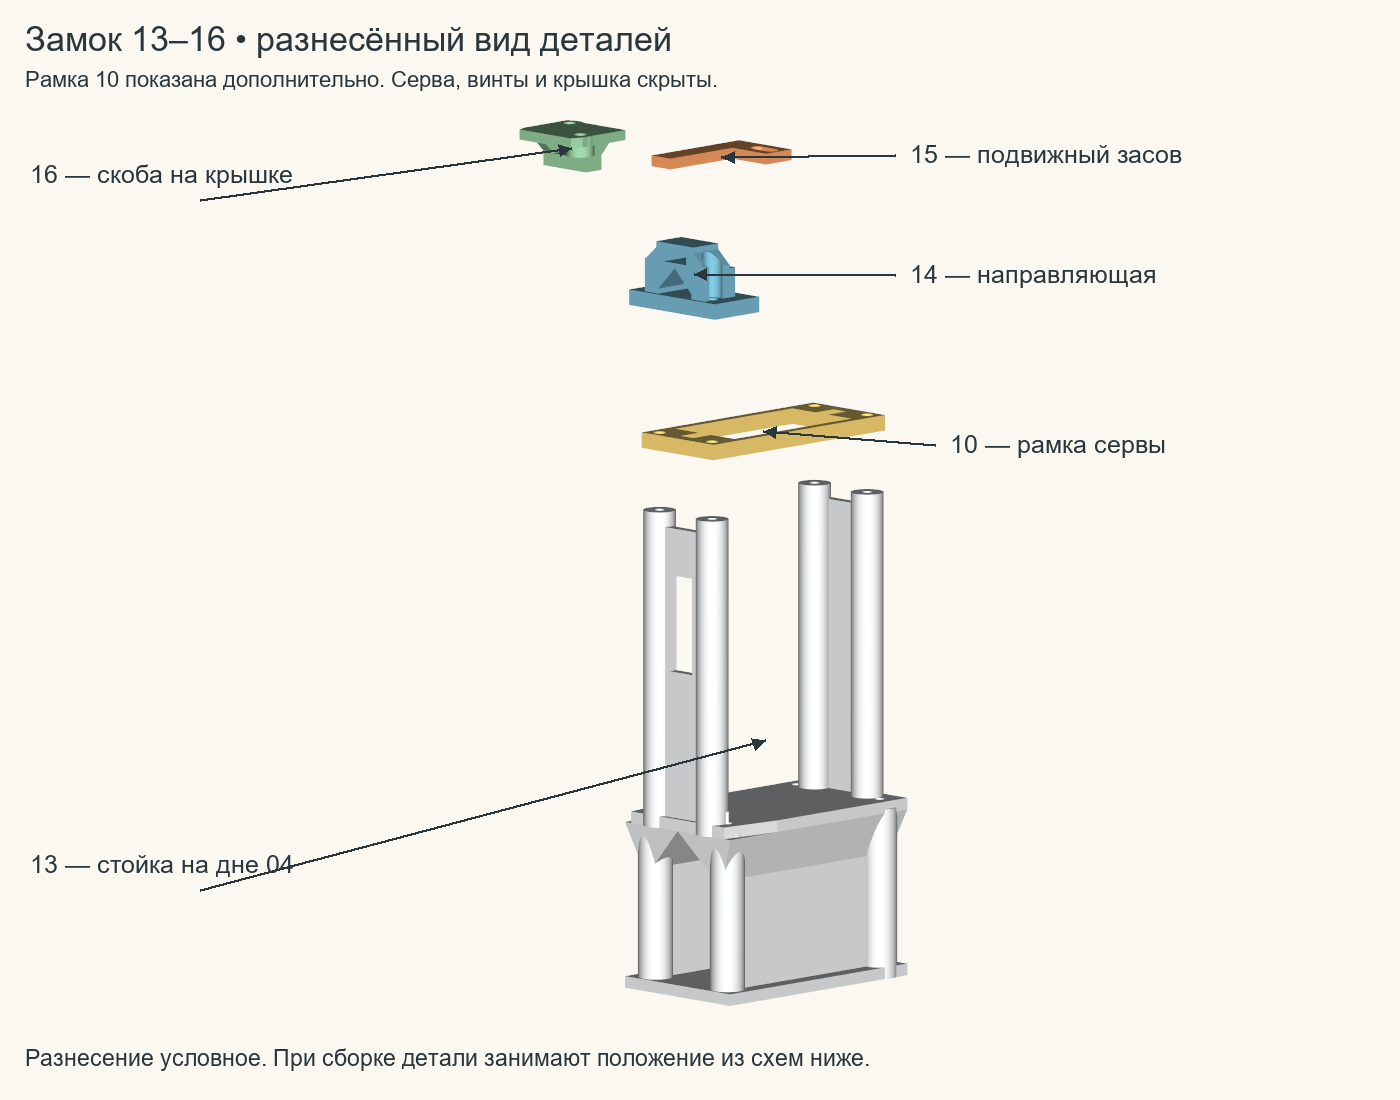 Замок 13–16 • разнесённый вид деталей
Рамка 10 показана дополнительно. Серва, винты и крышка скрыты.
16 — скоба на крышке
15 — подвижный засов
14 — направляющая
10 — рамка сервы
13 — стойка на дне 04
Разнесение условное. При сборке детали занимают положение из схем ниже.